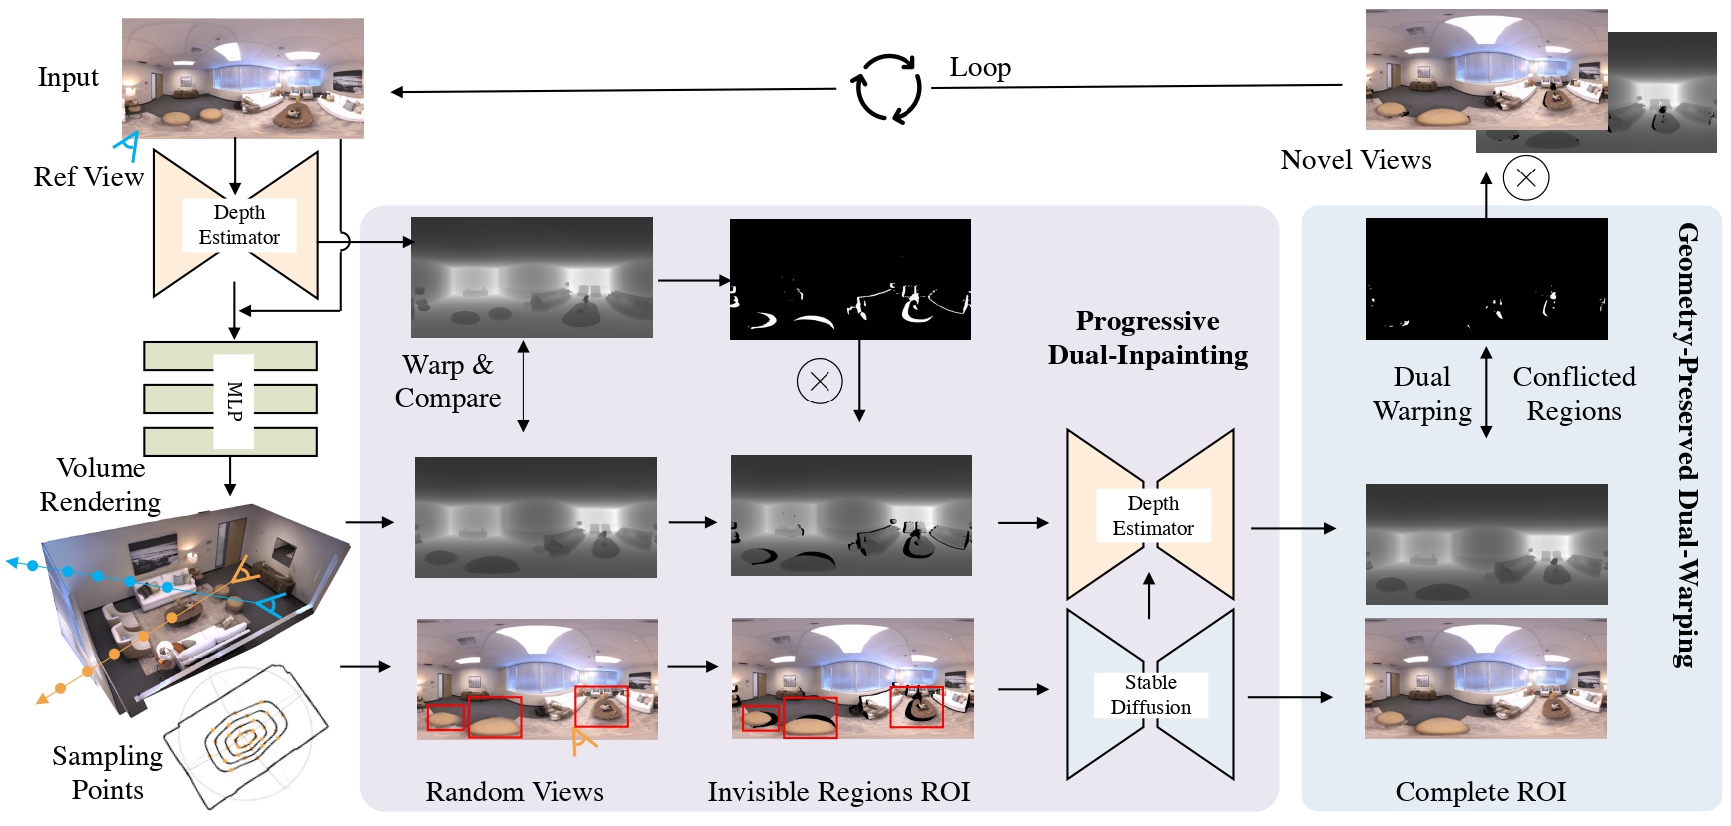 Input
Ref View
Depth
Estimator
MLP
Volume
Rendering
Sampling
Points
Loop
Novel Views
Warp &
Compare
Progressive
Dual-Inpainting
Depth
Estimator
Stable
Diffusion
Random Views
Invisible Regions ROI
Dual
Warping
Conflicted
Regions
Geometry-Preserved Dual-Warping
Complete ROI